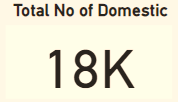 Total No of Domestic
18K